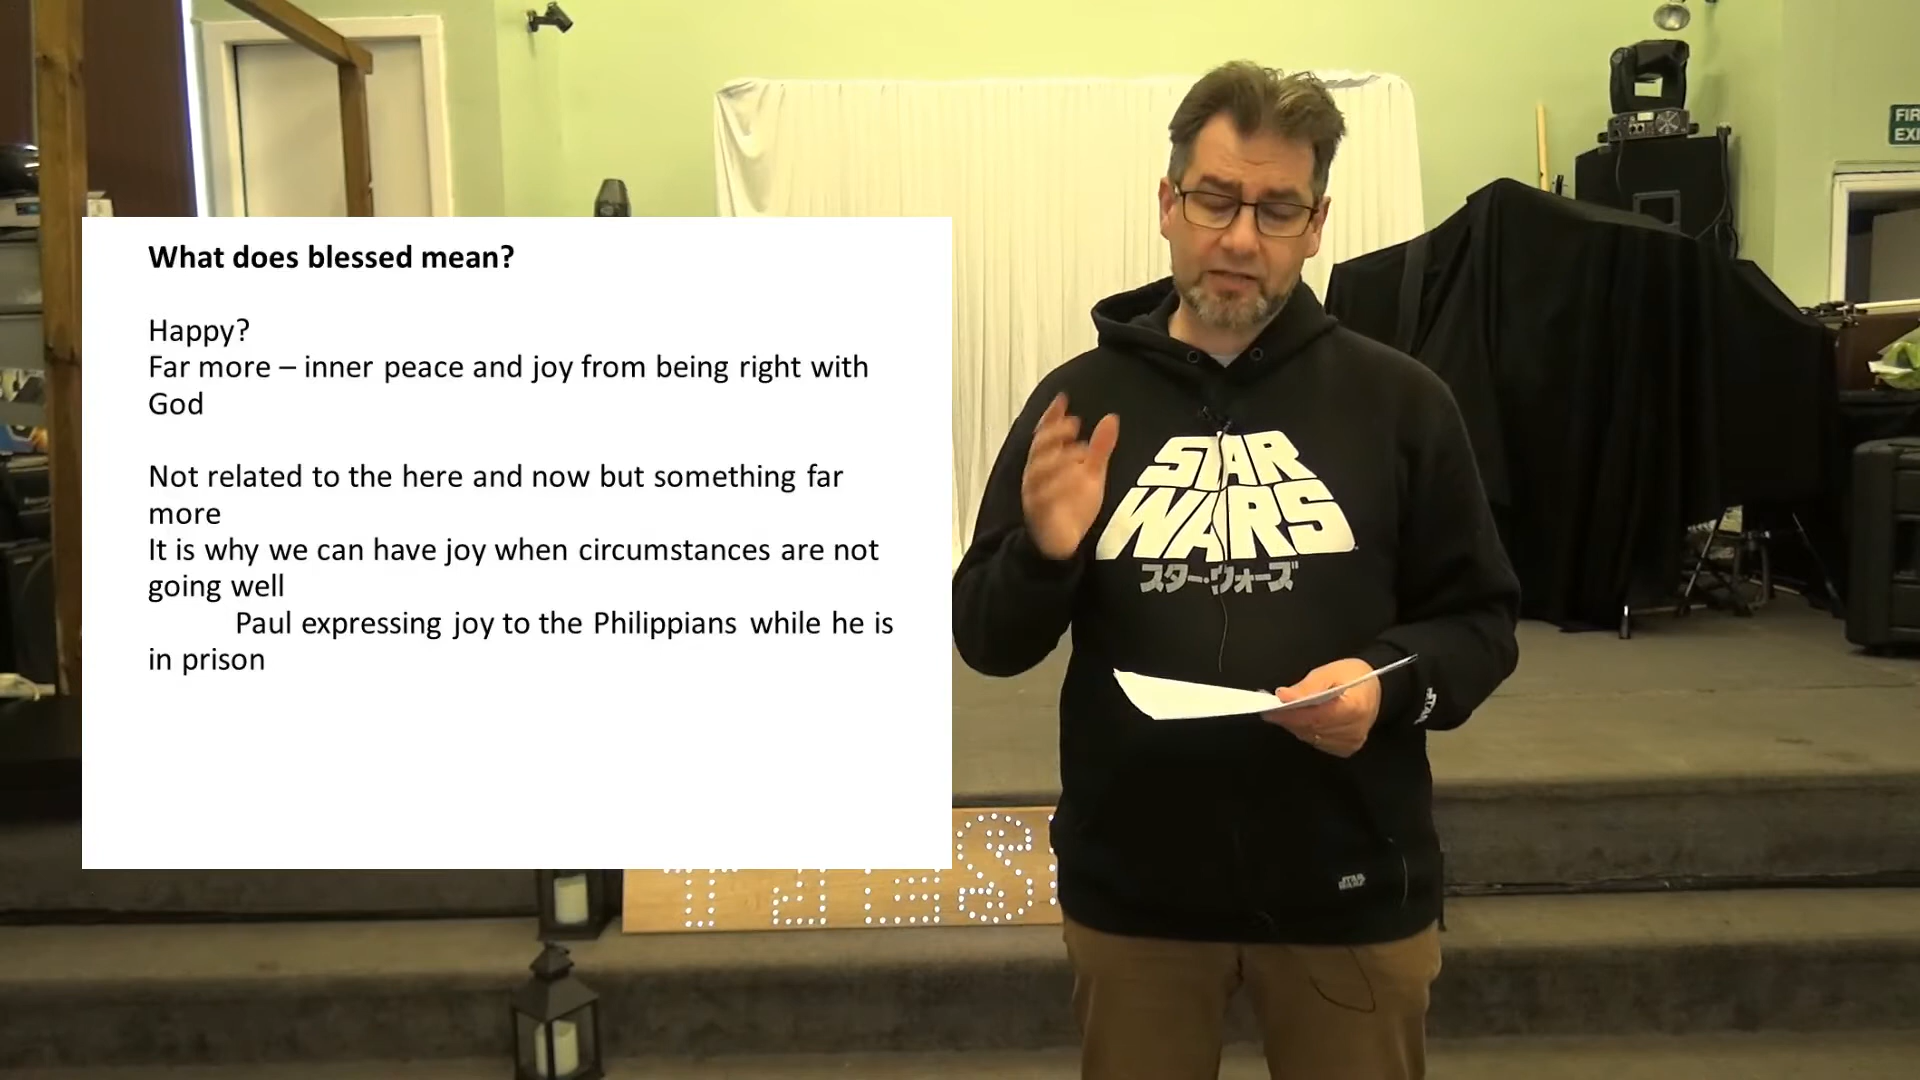 What does blessed mean?
Happy?
Far more – inner peace and joy from being right with
God
Not related to the here and now but something far
more
It is why we can have joy when circumstances are not
going well
Paul expressing joy to the Philippians while he is
in prison
STAR
WARS
スター・ウォーズ
STAR
WARS